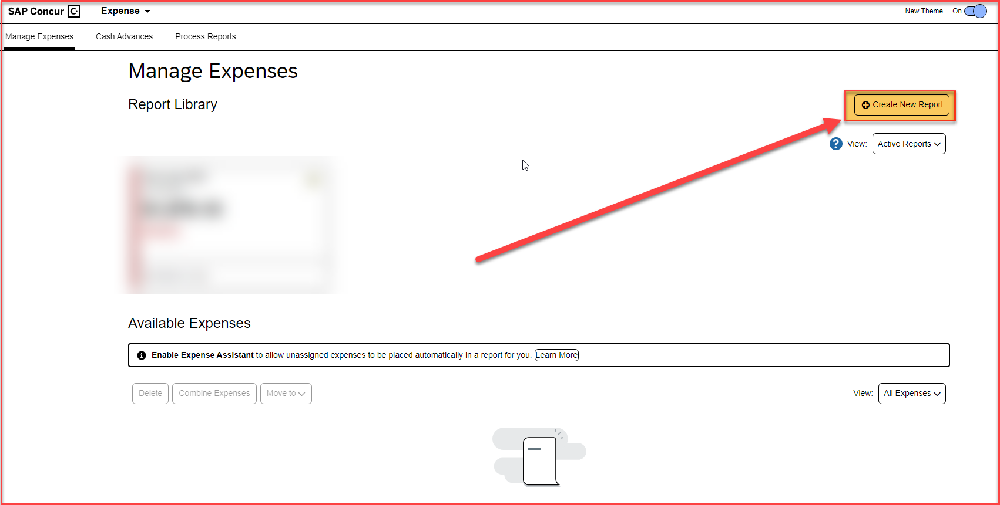 SAP Concur C Expense New Theme On
Manage Expenses Cash Advances Process Reports
Manage Expenses
Report Library
Create New Report
? View: Active Reports
Available Expenses
Enable Expense Assistant to allow unassigned expenses to be placed automatically in a report for you. Learn More
Delete Combine Expenses Move to View: All Expenses